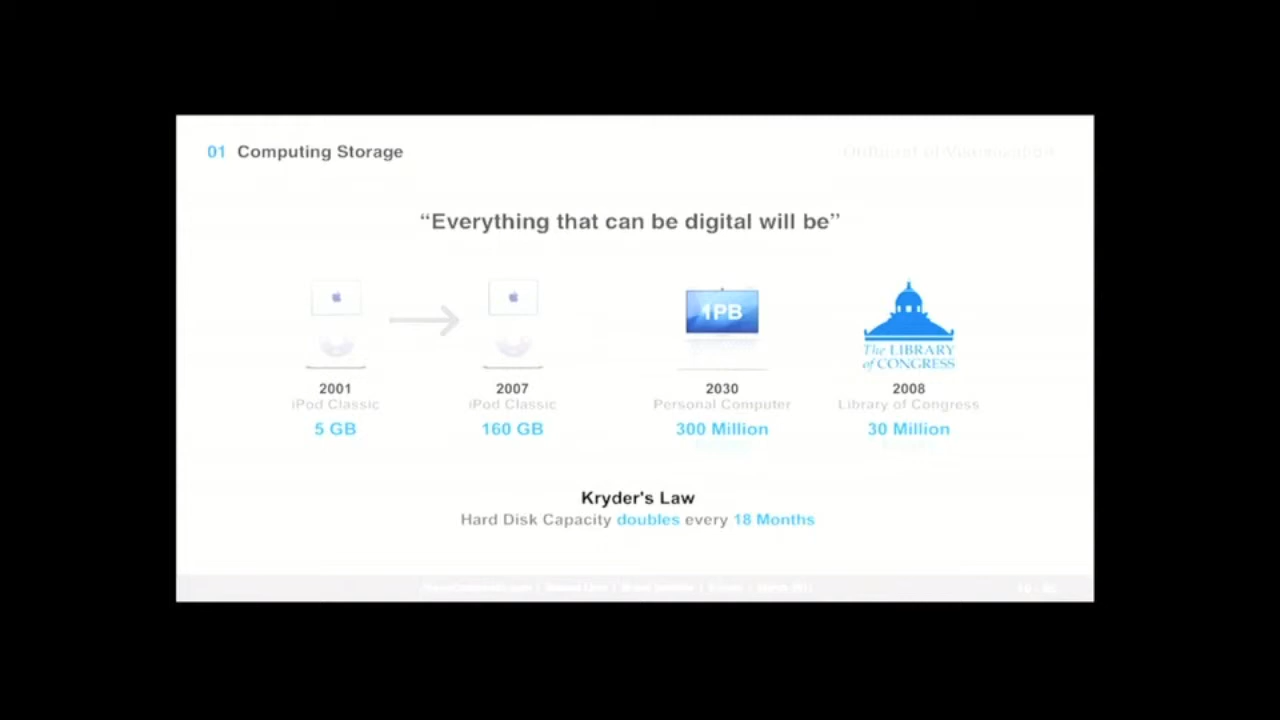 01 Computing Storage
“Everything that can be digital will be”
1PB
The LIBRARY
of CONGRESS
2001 2007 2030 2008
iPod Classic iPod Classic Personal Computer Library of Congress
5 GB 160 GB 300 Million 30 Million
Kryder's Law
Hard Disk Capacity doubles every 18 Months